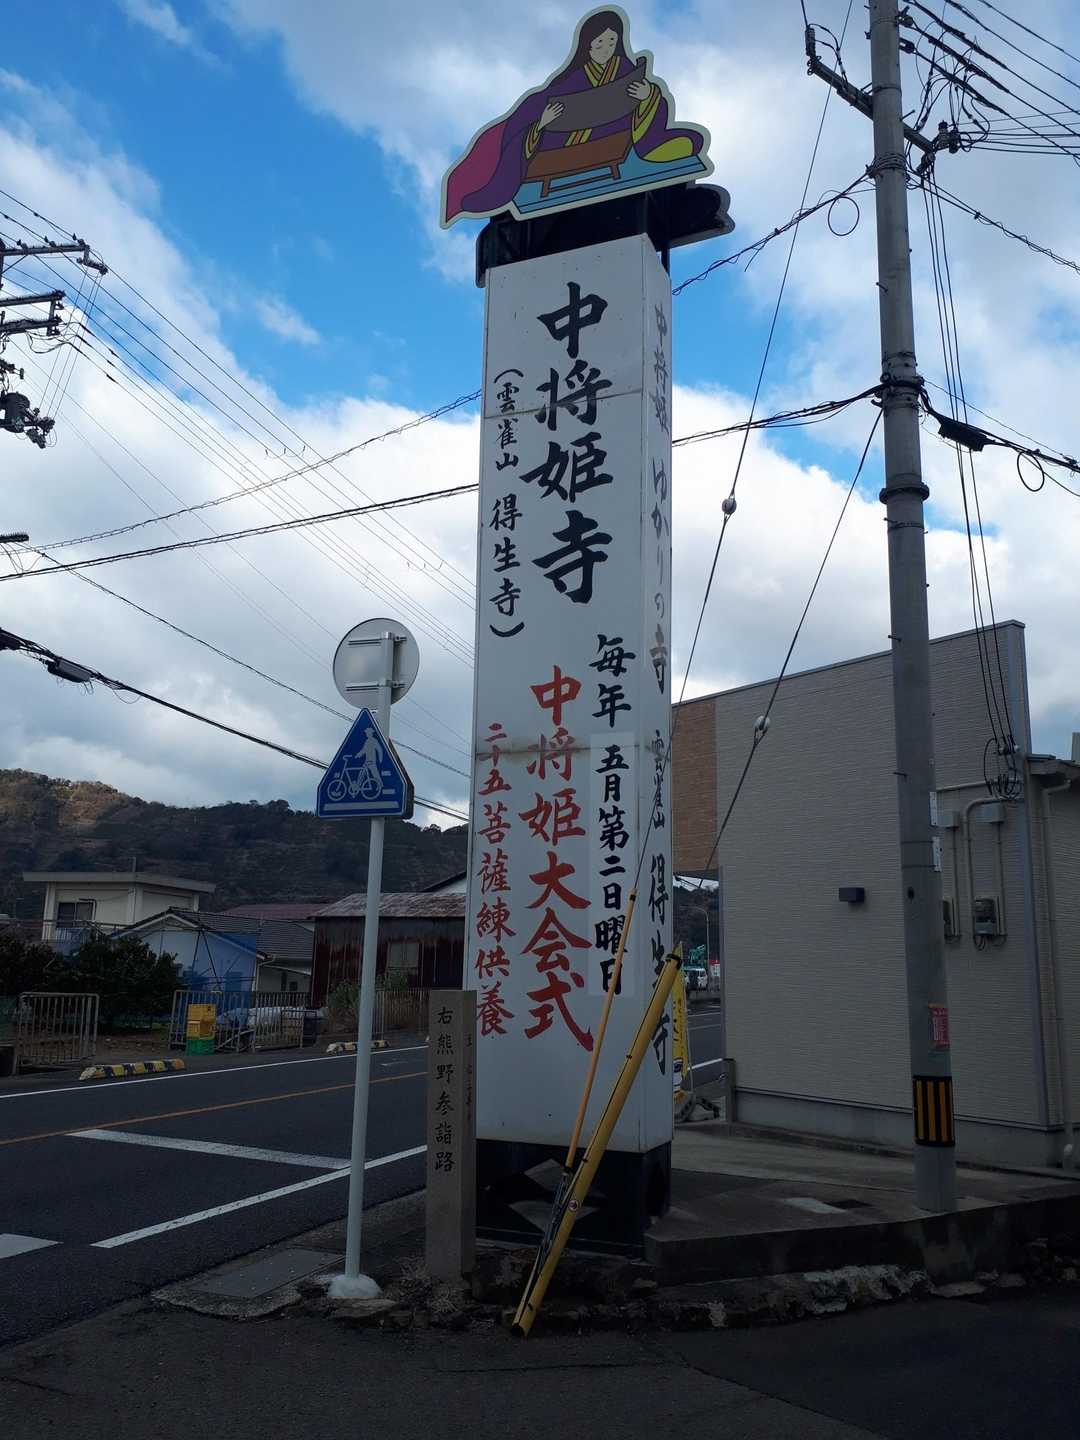 中将姫寺
(雲雀山 得生寺)
毎年 五月第二日曜日
中将姫大会式
二十五菩薩練供養
中将姫 ゆかりの寺
雲雀山 得生寺
右熊野参詣路